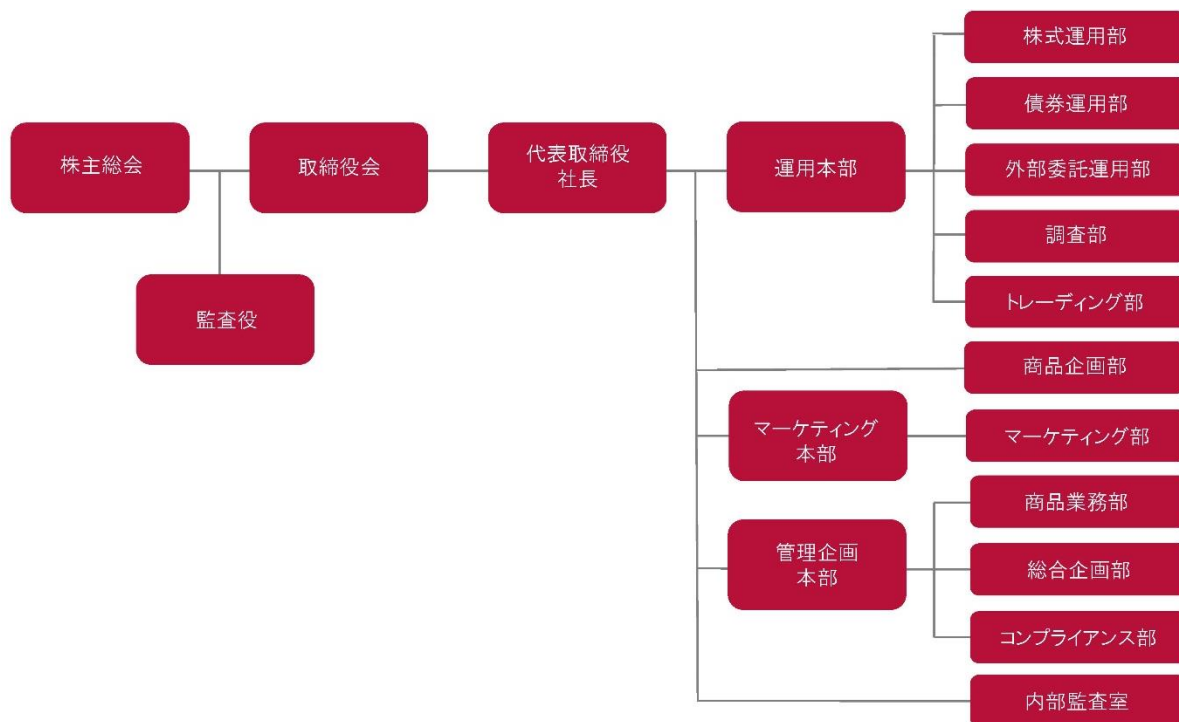 株主総会
取締役会
代表取締役
社長
監査役
運用本部
株式運用部
債券運用部
外部委託運用部
調査部
トレーディング部
商品企画部
マーケティング
本部
マーケティング部
管理企画
本部
商品業務部
総合企画部
コンプライアンス部
内部監査室